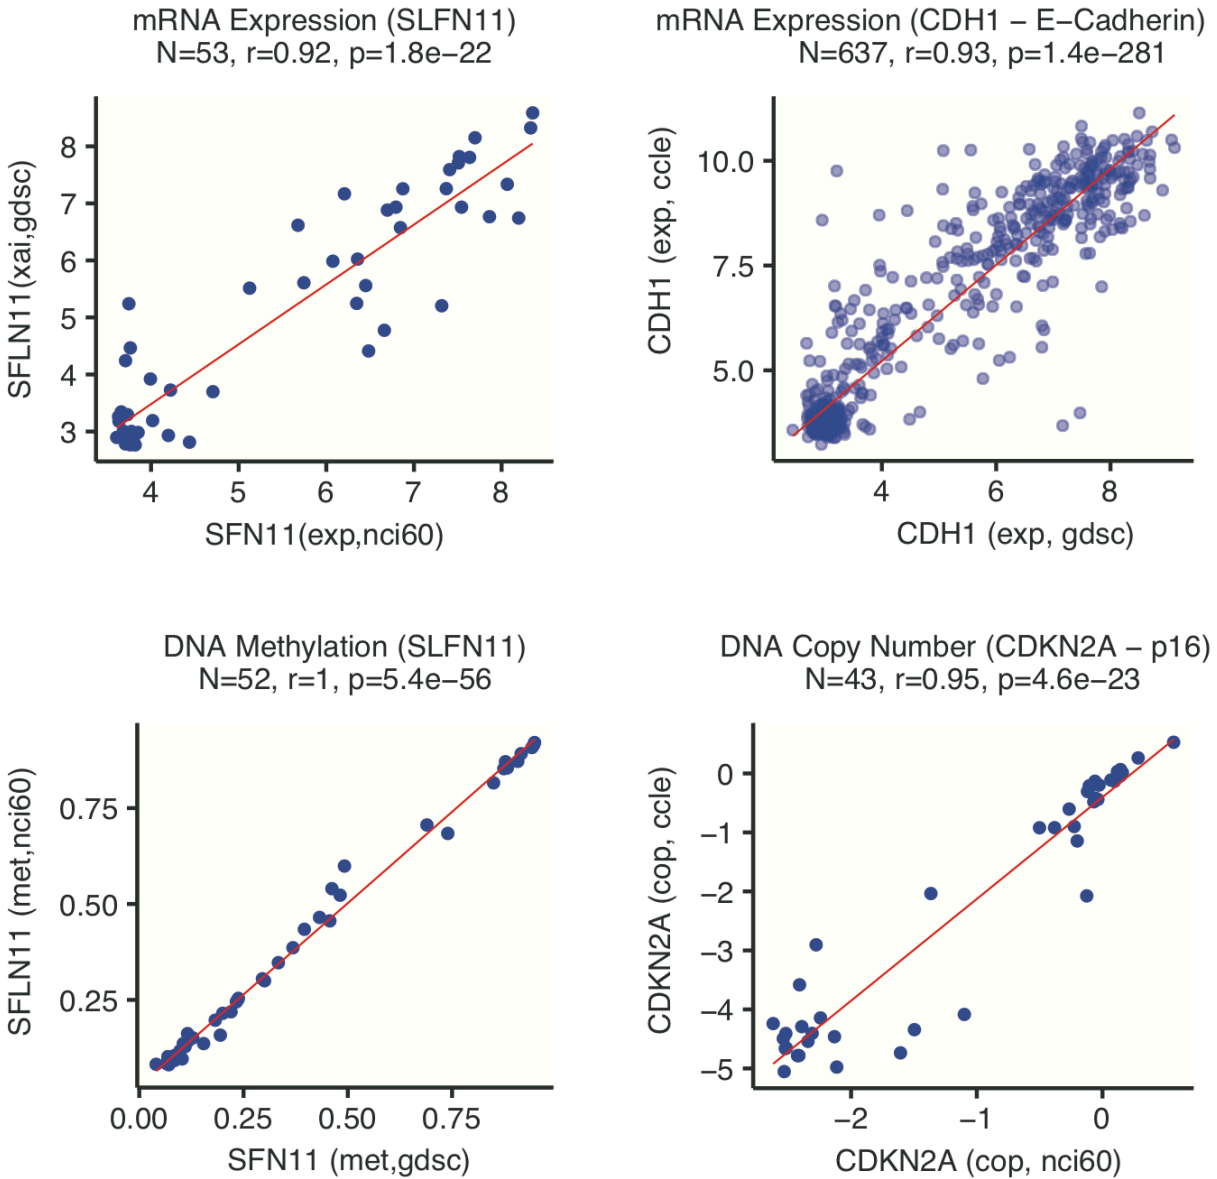 mRNA Expression (SLFN11)
N=53, r=0.92, p=1.8e−22
SFLN11(xai,gdsc)
8
7
6
5
4
3
4 5 6 7 8
SFN11(exp,nci60)
mRNA Expression (CDH1 − E−Cadherin)
N=637, r=0.93, p=1.4e−281
CDH1 (exp, ccle)
10.0
7.5
5.0
4 6 8
CDH1 (exp, gdsc)
DNA Methylation (SLFN11)
N=52, r=1, p=5.4e−56
SFLN11 (met,nci60)
0.75
0.50
0.25
0.00 0.25 0.50 0.75
SFN11 (met,gdsc)
DNA Copy Number (CDKN2A − p16)
N=43, r=0.95, p=4.6e−23
CDKN2A (cop, ccle)
0
−1
−2
−3
−4
−5
−2 −1 0
CDKN2A (cop, nci60)